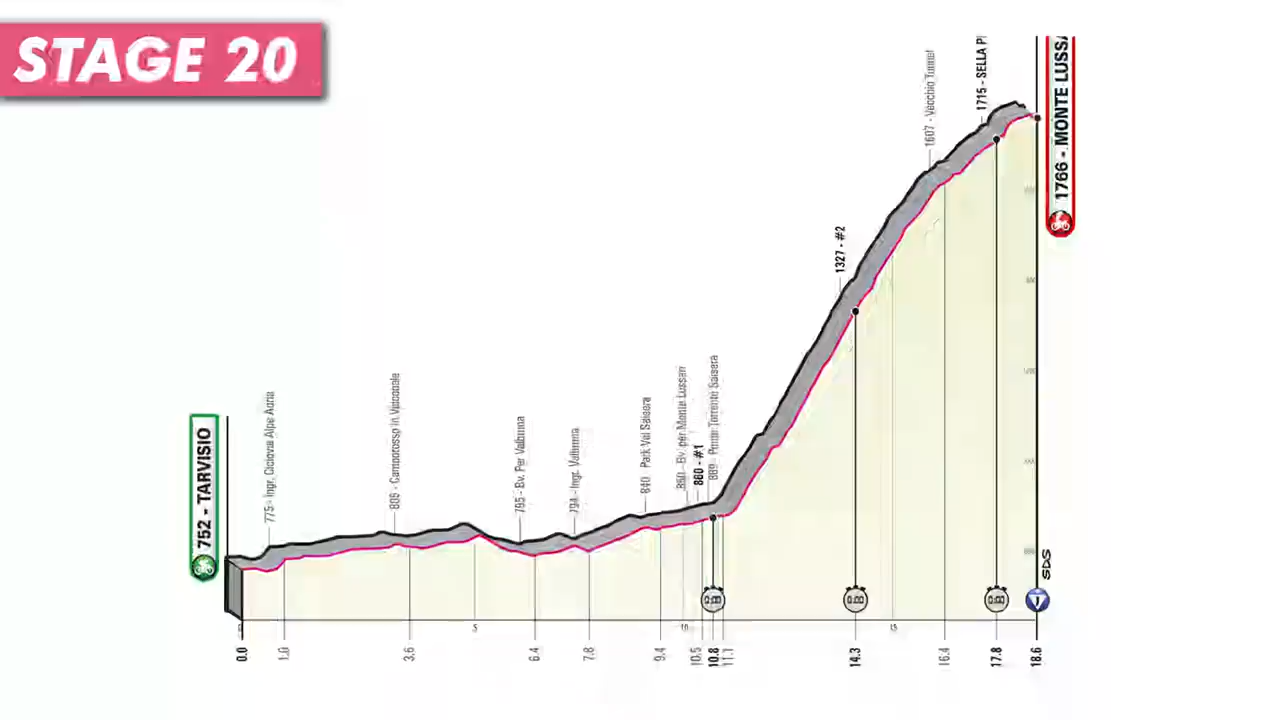 STAGE 20
752 - TARVISIO
775 - Ingr. Ciclovia Alpe Adria
808 - Camporosso in Valcanale
795 - Bv. Per Valbruna
794 - Ingr. Valbruna
840 - Park Val Saisera
860 - Bv. per Monte Lussari
860 - #1
889 - Ponte Torrente Saisera
1327 - #2
1607 - Vecchio Tunnel
1715 - SELLA P
1766 - MONTE LUSSA
SDS
5
10
15
0.0
1.0
3.6
6.4
7.8
9.4
10.5
10.8
11.1
14.3
16.4
17.8
18.6